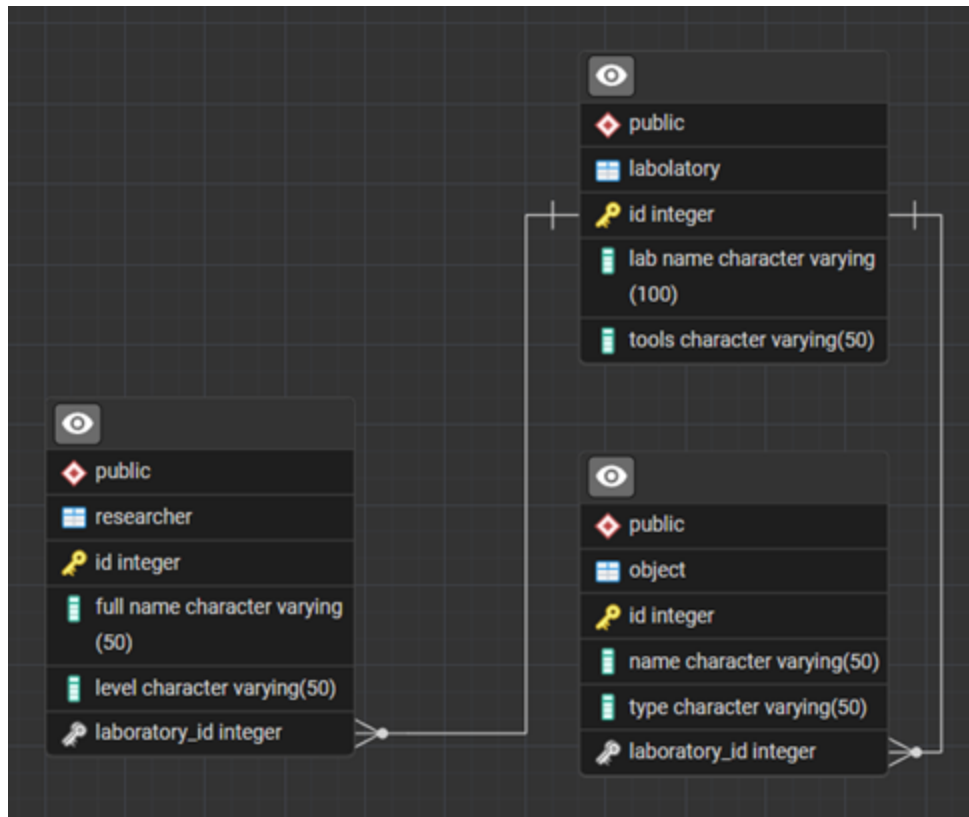 public
labolatory
id integer
lab name character varying
(100)
tools character varying(50)
public
researcher
id integer
full name character varying
(50)
level character varying(50)
laboratory_id integer
public
object
id integer
name character varying(50)
type character varying(50)
laboratory_id integer